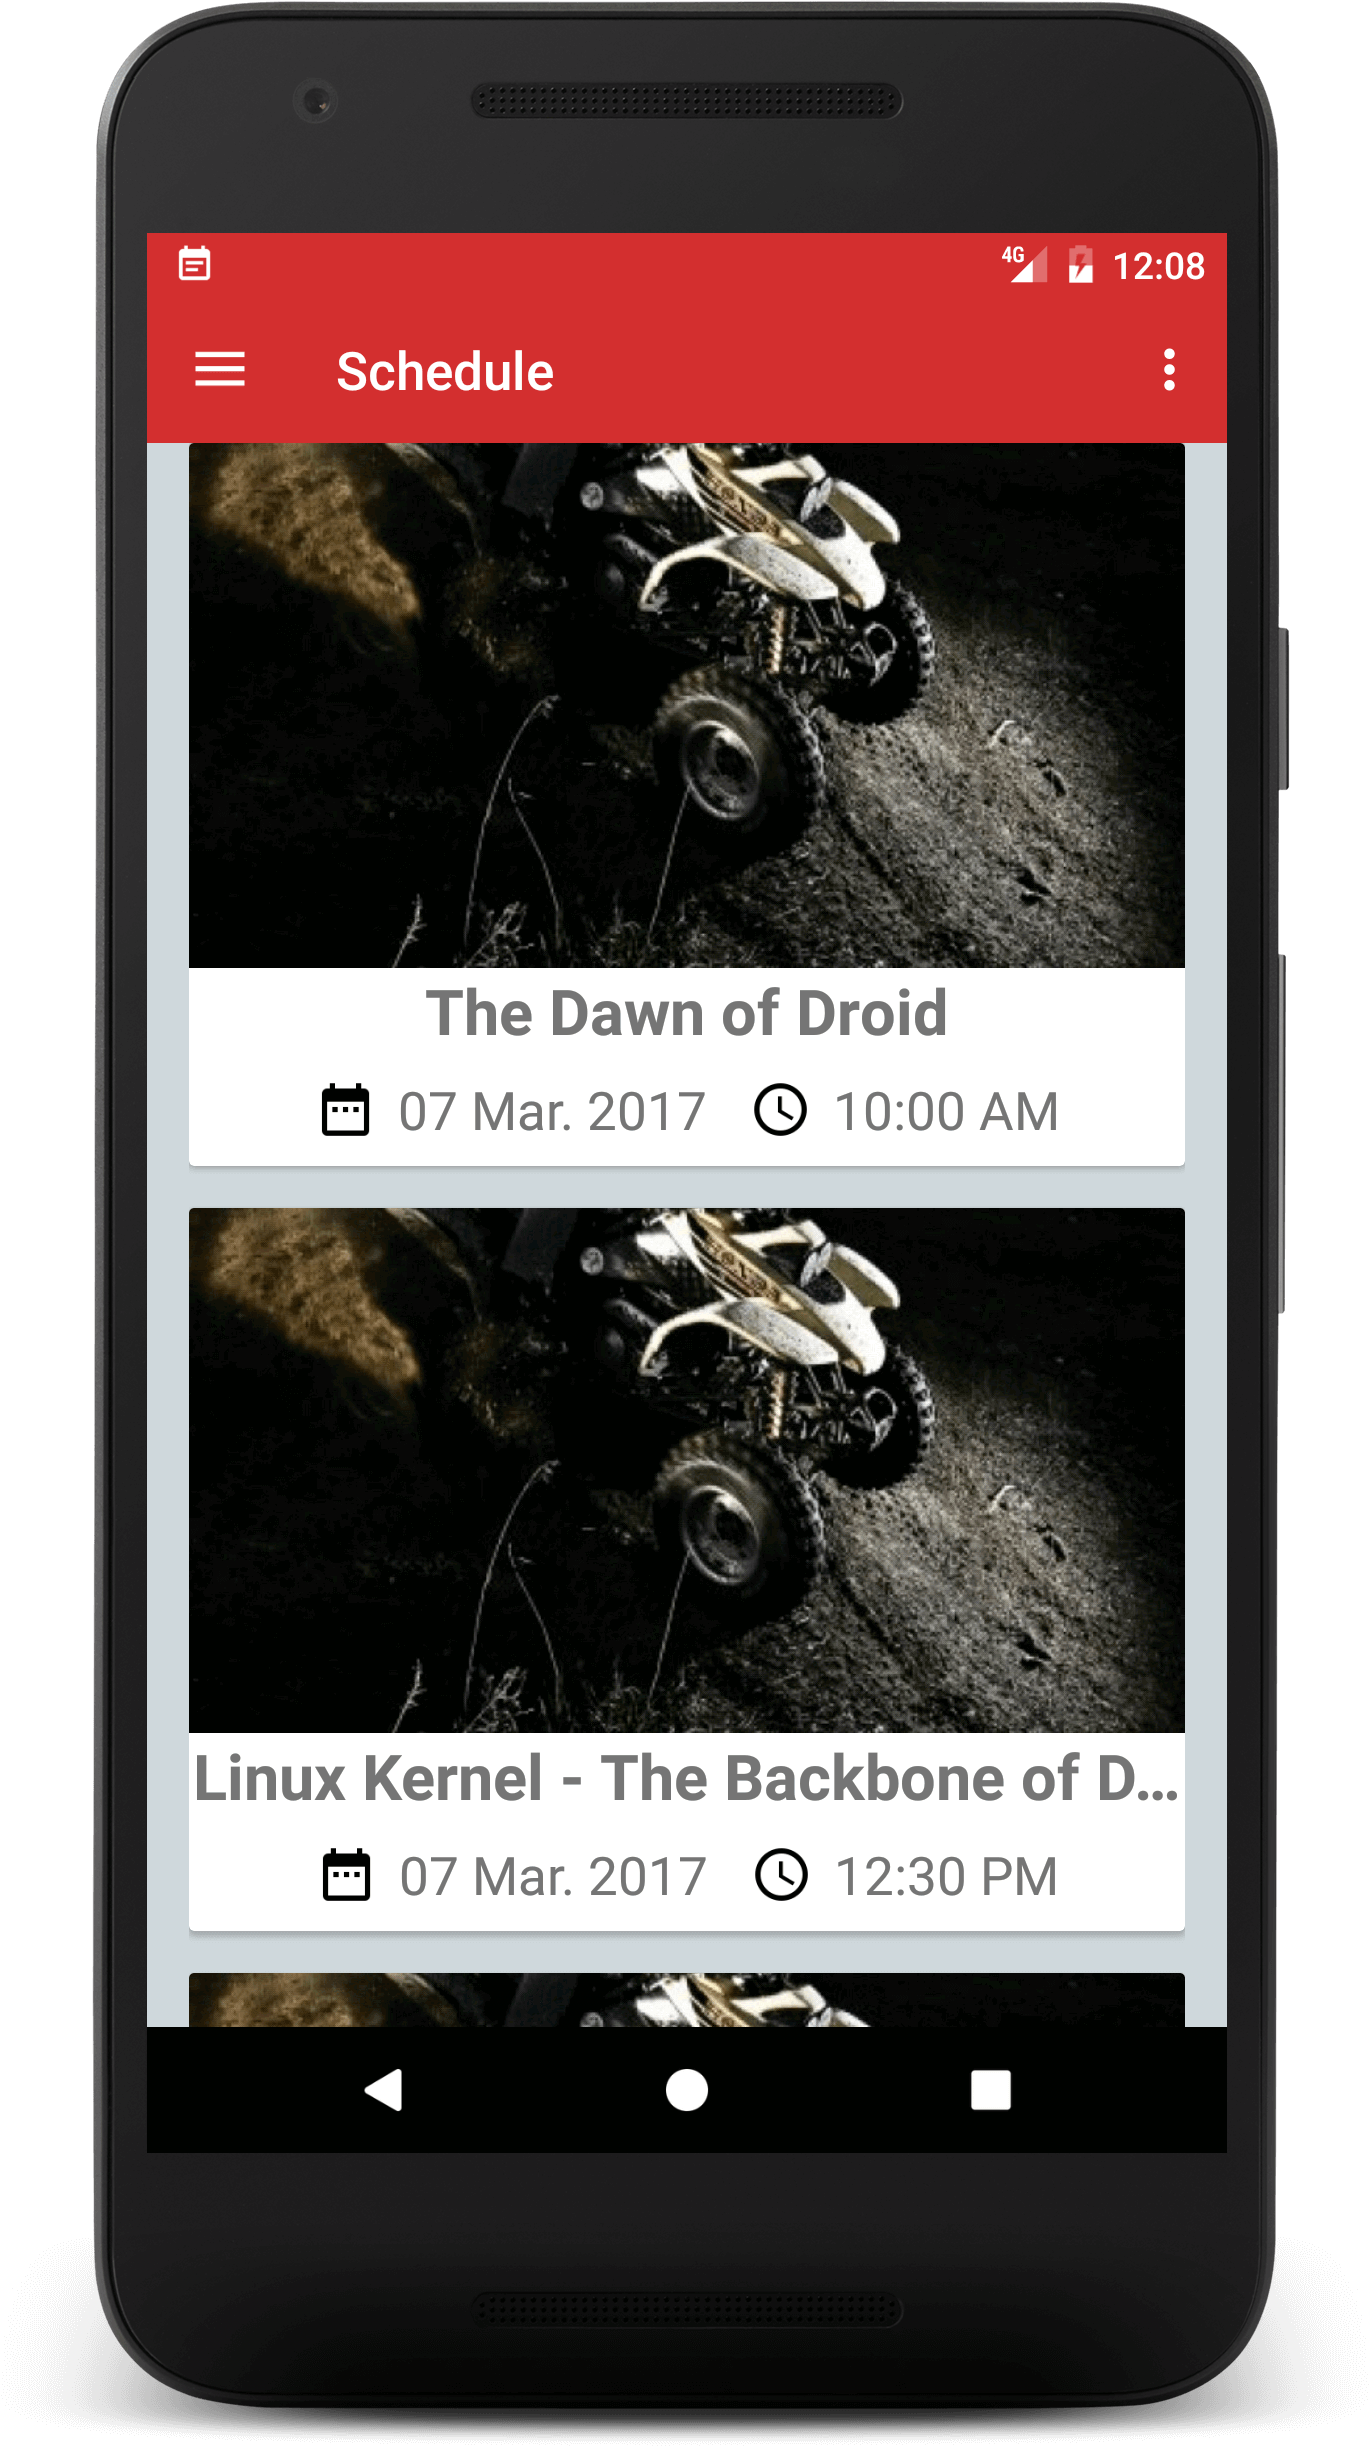 4G 12:08
Schedule
The Dawn of Droid
07 Mar. 2017 10:00 AM
Linux Kernel - The Backbone of D...
07 Mar. 2017 12:30 PM